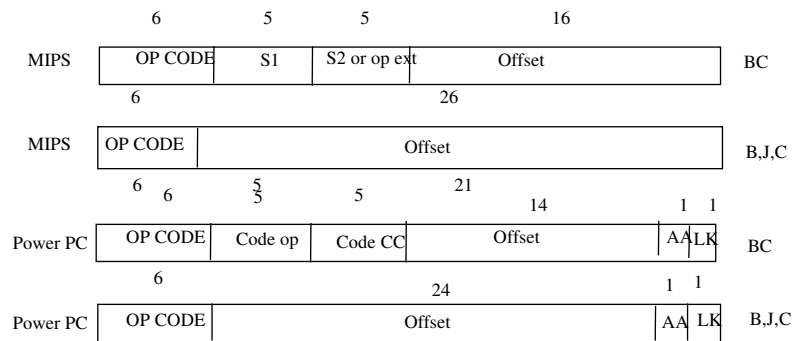 6 5 5 16
MIPS OP CODE S1 S2 or op ext Offset BC
6 26
MIPS OP CODE Offset B,J,C
6 5 21
6 5 5 14 1 1
Power PC OP CODE Code op Code CC Offset AA LK BC
6 24 1 1
Power PC OP CODE Offset AA LK B,J,C